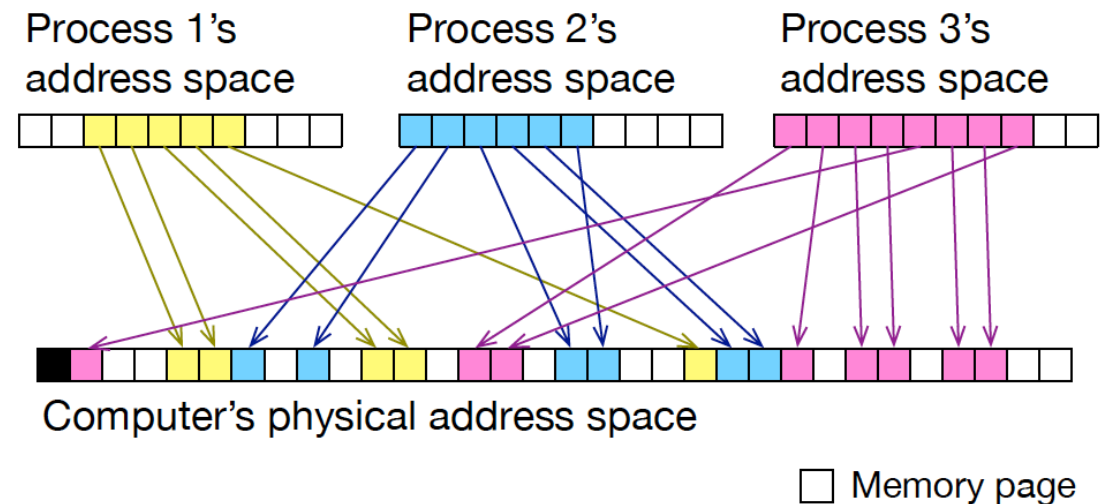 Process 1's
address space
Process 2's
address space
Process 3's
address space
Computer's physical address space
Memory page